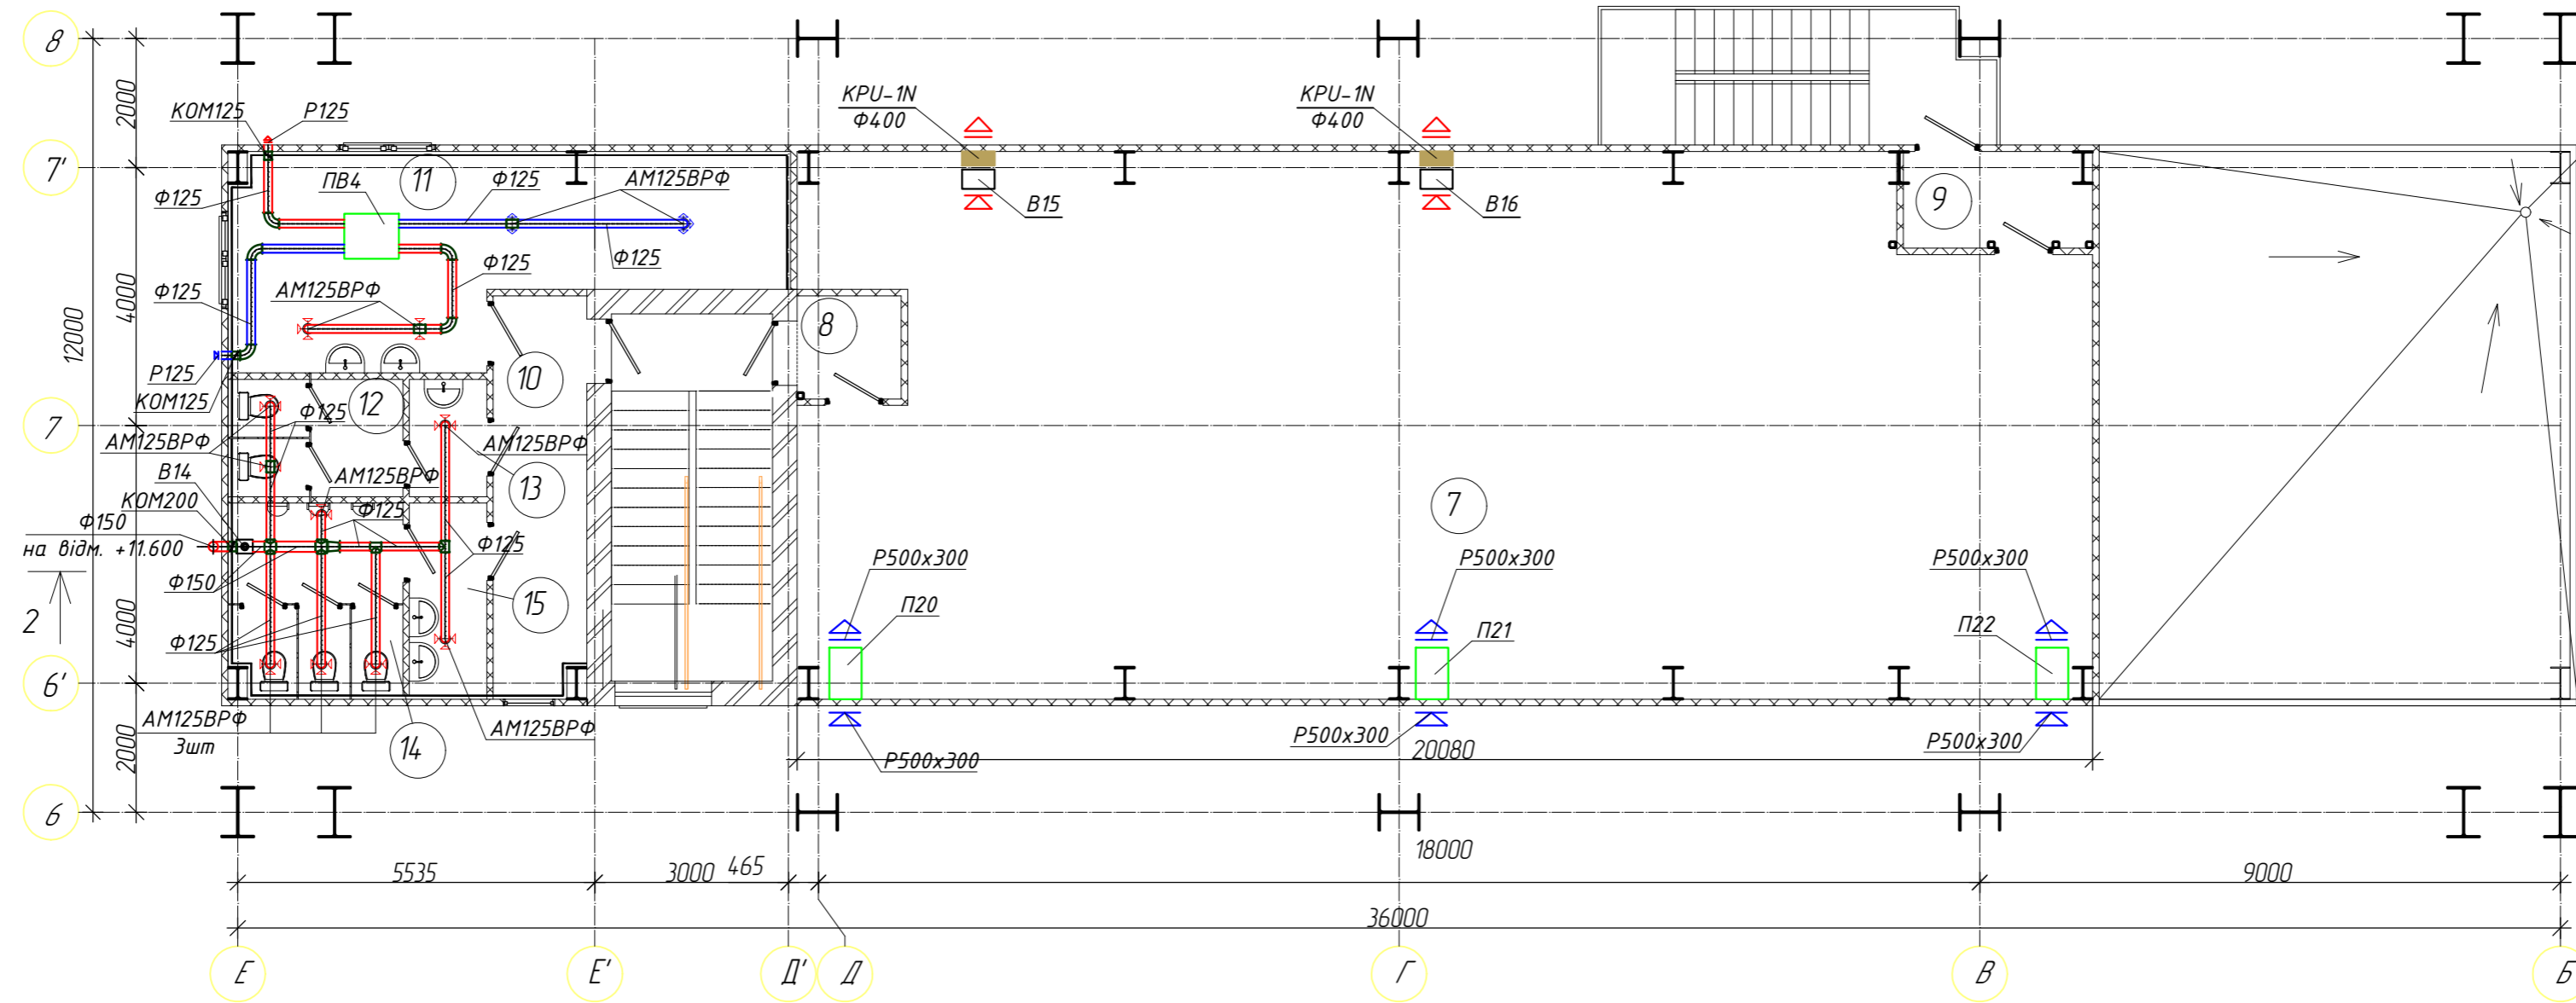 8
2000
KPU-1N
Ф400
KPU-1N
Ф400
КОМ125
Р125
7'
ПВ4
11
Ф125
АМ125ВРФ
Ф125
В15
В16
9
Ф125
Ф125
Ф125
АМ125ВРФ
4000
12000
8
Р125
КОМ125
10
12
Ф125
7
АМ125ВРФ
АМ125ВРФ
В14
АМ125ВРФ
13
КОМ200
Ф125
7
Ф150
на відм. +11.600
Ф125
Р500х300
Р500х300
Р500х300
Ф150
15
П20
2
4000
П21
П22
Ф125
6'
АМ125ВРФ
3шт
14
АМ125ВРФ
2000
Р500х300
Р500х300
Р500х300
20080
6
18000
5535
3000
465
9000
36000
Е
Е'
Д'
Д
Г
В
Б